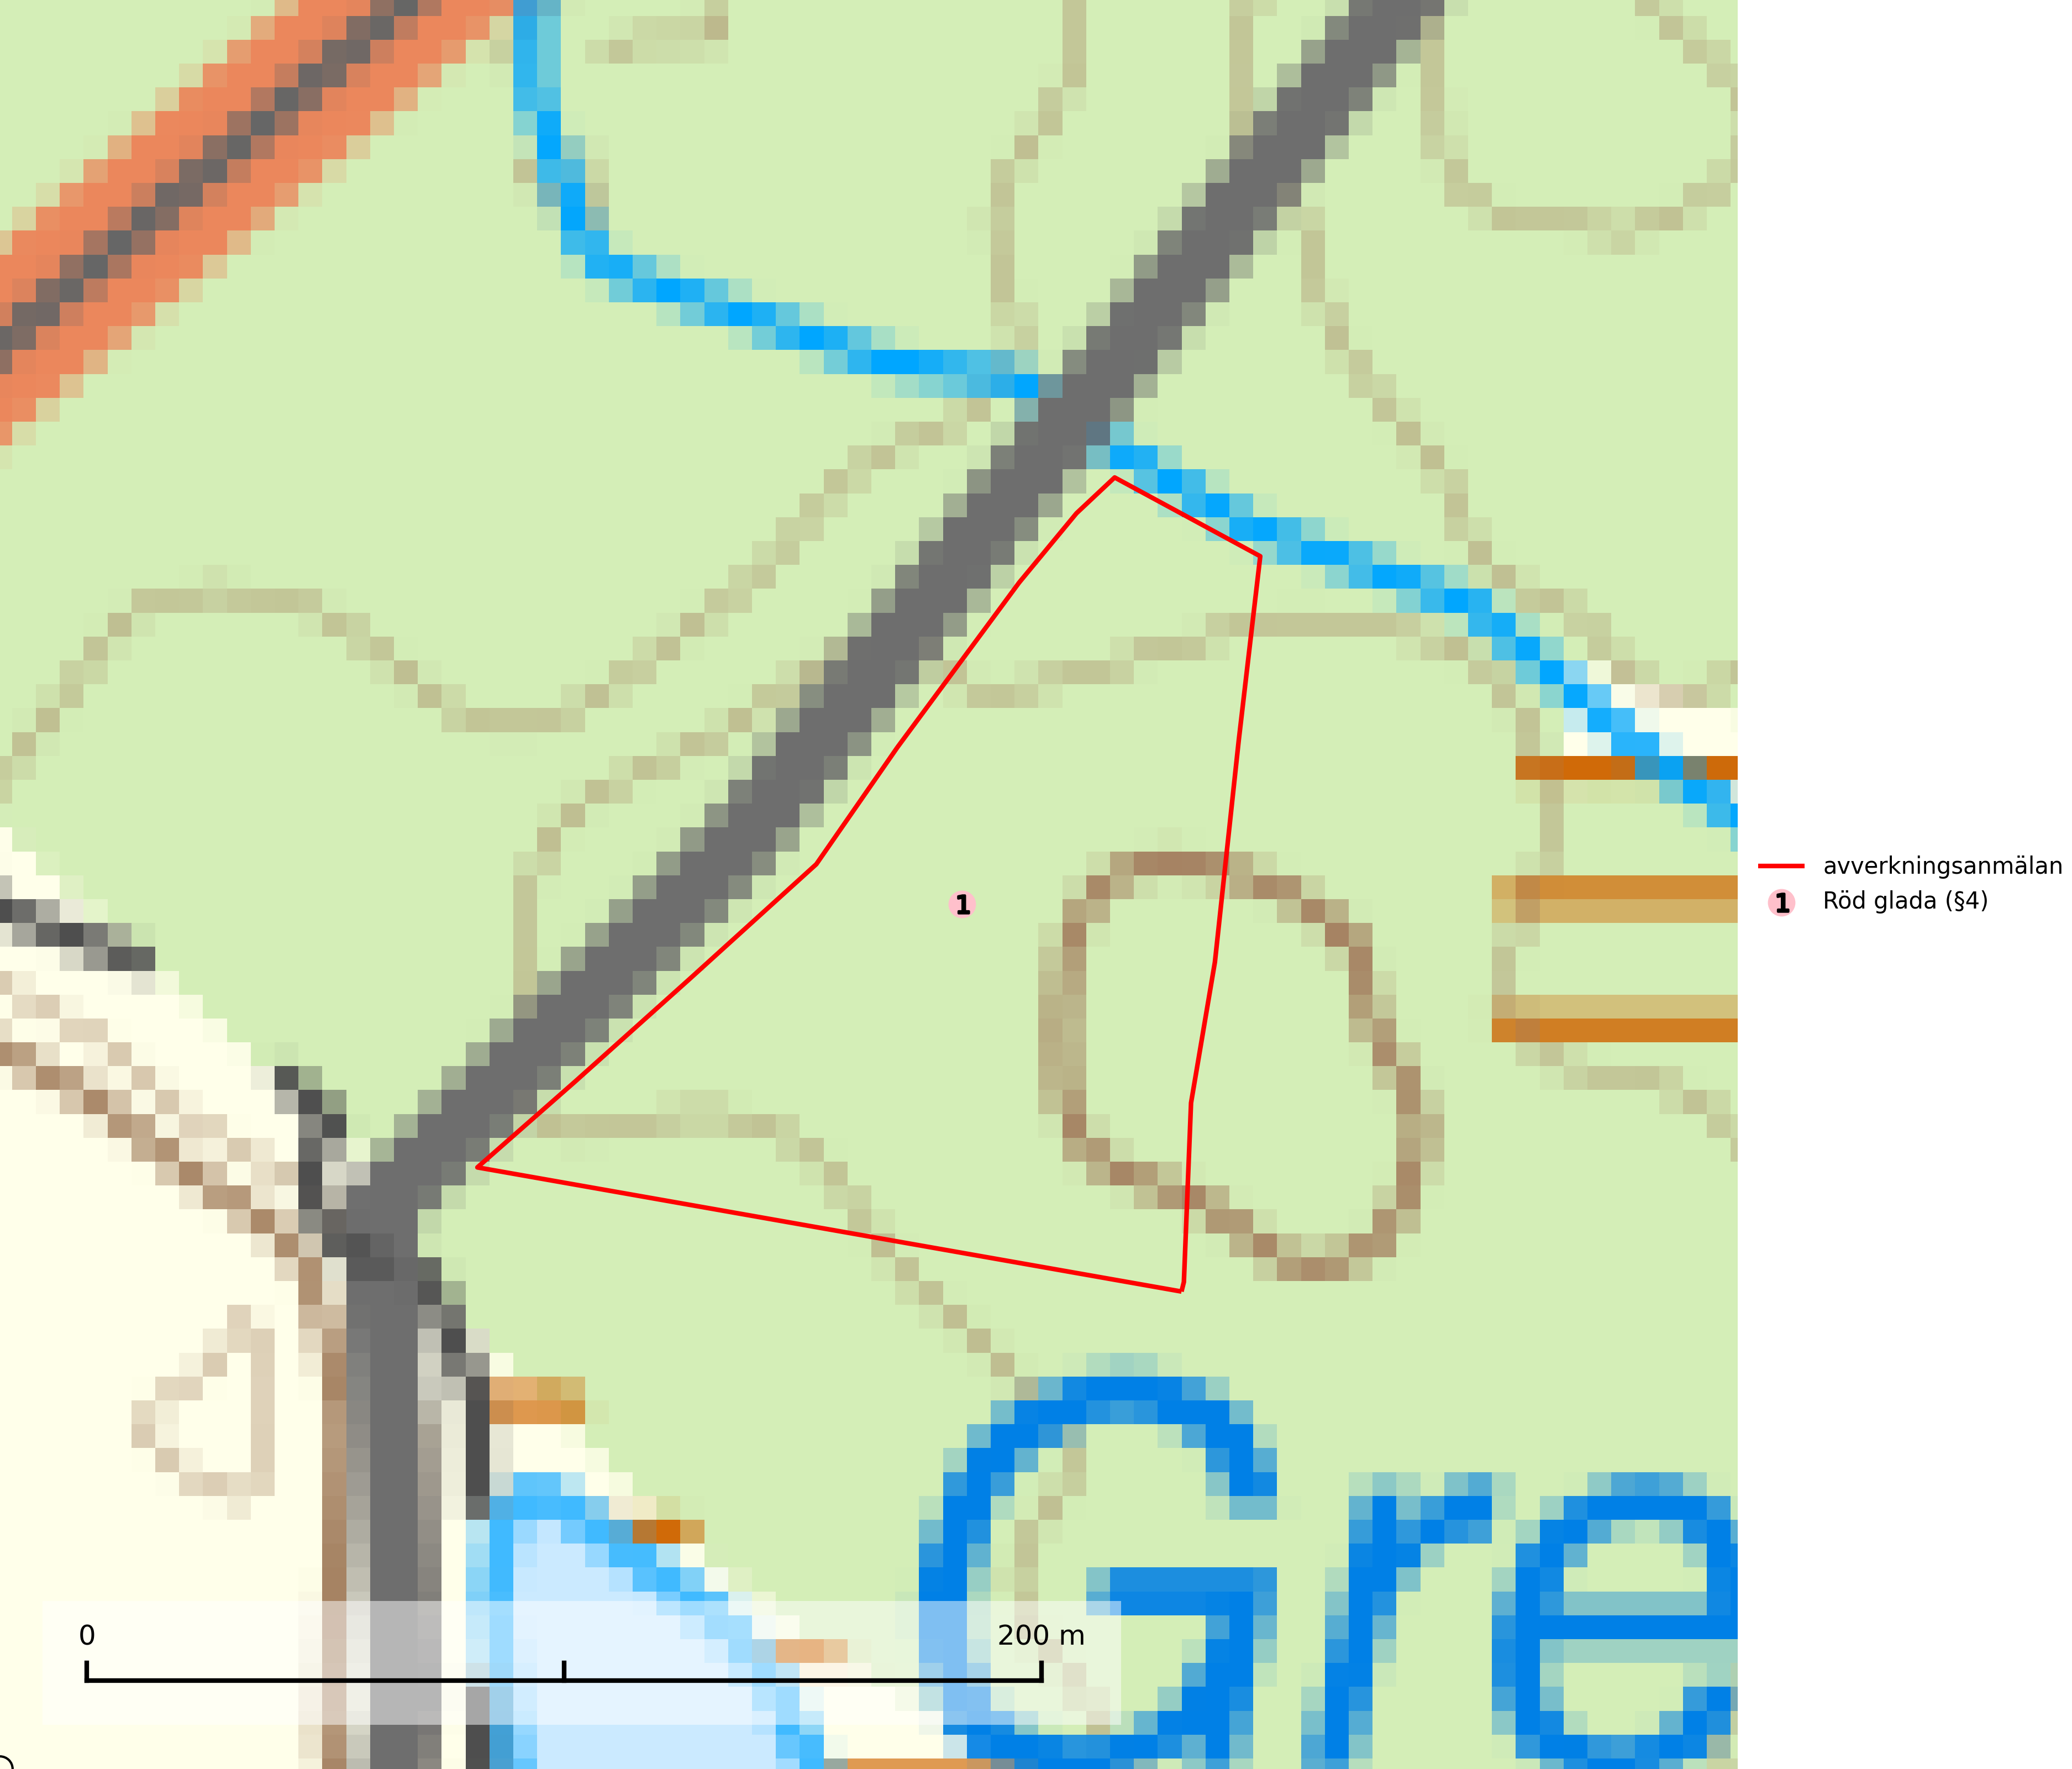 1
avverkningsanmälan
1 Röd glada (§4)
0 200 m
Gre